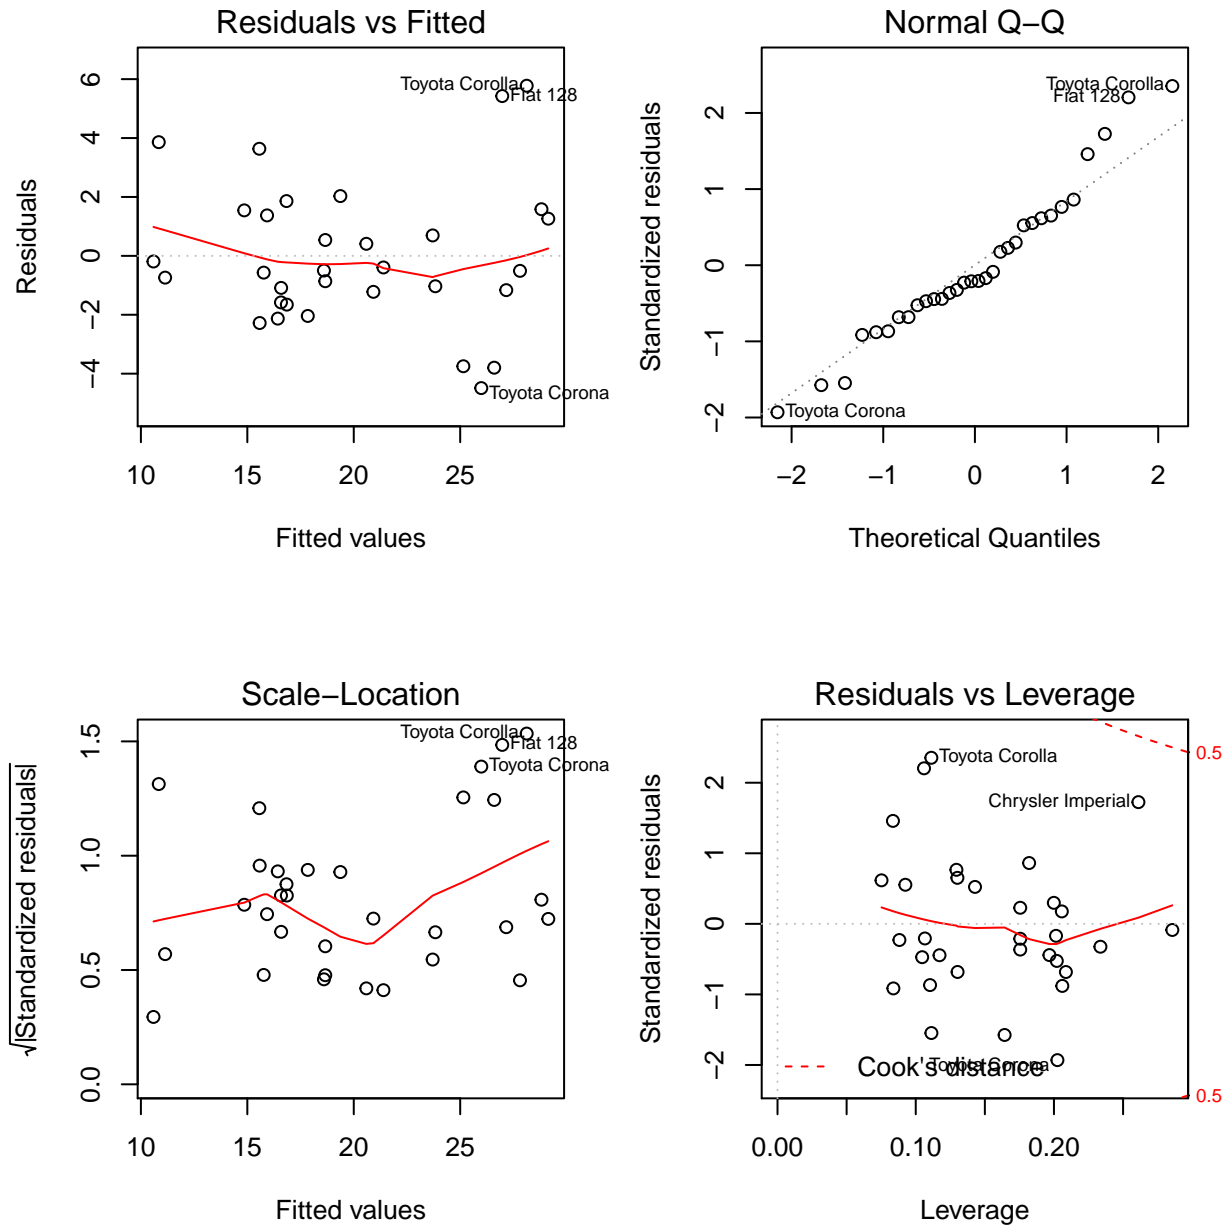 Residuals vs Fitted
Residuals
6
4
2
0
−2
−4
Toyota Corolla
Fiat 128
Toyota Corona
10 15 20 25
Fitted values
Normal Q−Q
Standardized residuals
2
1
0
−1
−2
Toyota Corolla
Fiat 128
Toyota Corona
−2 −1 0 1 2
Theoretical Quantiles
Scale−Location
√|Standardized residuals|
1.5
1.0
0.5
0.0
Toyota Corolla
Fiat 128
Toyota Corona
10 15 20 25
Fitted values
Residuals vs Leverage
Standardized residuals
2
1
0
−1
−2
0.5
Toyota Corolla
Chrysler Imperial
Toyota Corona
Cook's distance
0.5
0.00 0.10 0.20
Leverage